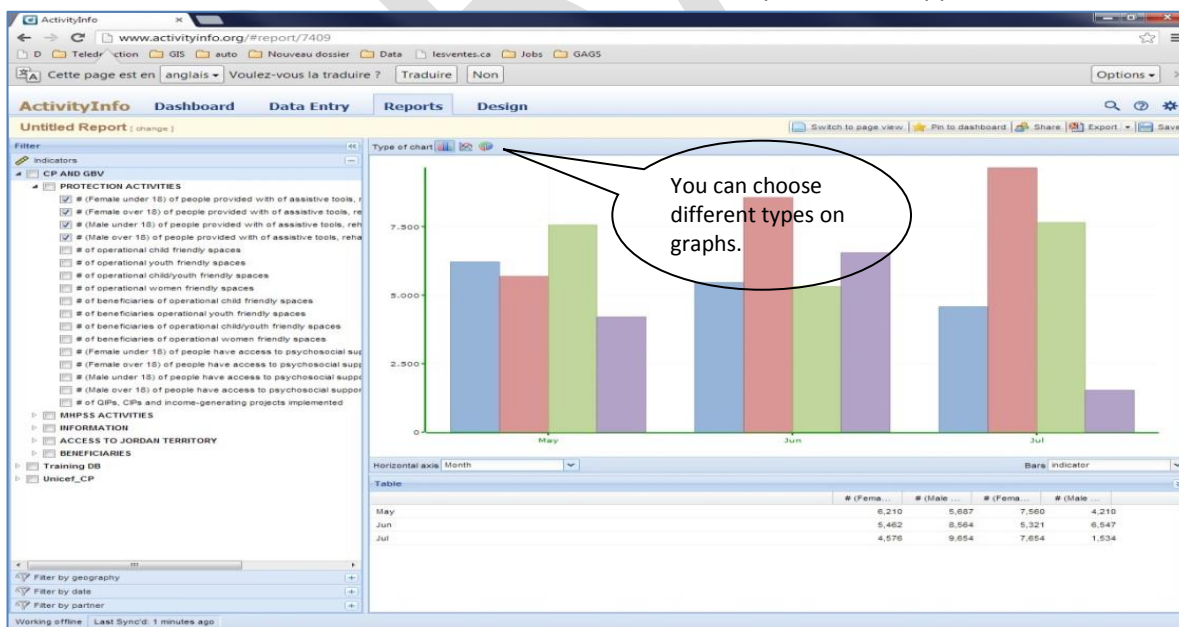 ActivityInfo
www.activityinfo.org/#report/7409
D Teledetection GIS auto Nouveau dossier Data lesventes.ca Jobs GAGS
Cette page est en anglais Voulez-vous la traduire ? Traduire Non Options
ActivityInfo Dashboard Data Entry Reports Design
Untitled Report [ change ] Switch to page view Pin to dashboard Share Export Save
Filter
Indicators
CP AND GBV
PROTECTION ACTIVITIES
# (Female under 18) of people provided with of assistive tools, r
# (Female over 18) of people provided with of assistive tools, re
# (Male under 18) of people provided with of assistive tools, reh
# (Male over 18) of people provided with of assistive tools, reha
# of operational child friendly spaces
# of operational youth friendly spaces
# of operational child/youth friendly spaces
# of operational women friendly spaces
# of beneficiaries of operational child friendly spaces
# of beneficiaries operational youth friendly spaces
# of beneficiaries of operational child/youth friendly spaces
# of beneficiaries of operational women friendly spaces
# (Female under 18) of people have access to psychosocial sup
# (Female over 18) of people have access to psychosocial supp
# (Male under 18) of people have access to psychosocial suppo
# (Male over 18) of people have access to psychosocial suppor
# of QIPs, CIPs and income-generating projects implemented
MHPSS ACTIVITIES
INFORMATION
ACCESS TO JORDAN TERRITORY
BENEFICIARIES
Training DB
Unicef_CP
Filter by geography
Filter by date
Filter by partner
Working offline Last Sync'd: 1 minutes ago
Type of chart
You can choose
different types on
graphs.
7.500
5.000
2.500
0
May Jun Jul
Horizontal axis Month Bars indicator
Table
# (Fema... # (Male ... # (Fema... # (Male ...
May 6,210 5,687 7,560 4,210
Jun 5,462 8,564 5,321 6,547
Jul 4,576 9,654 7,654 1,534